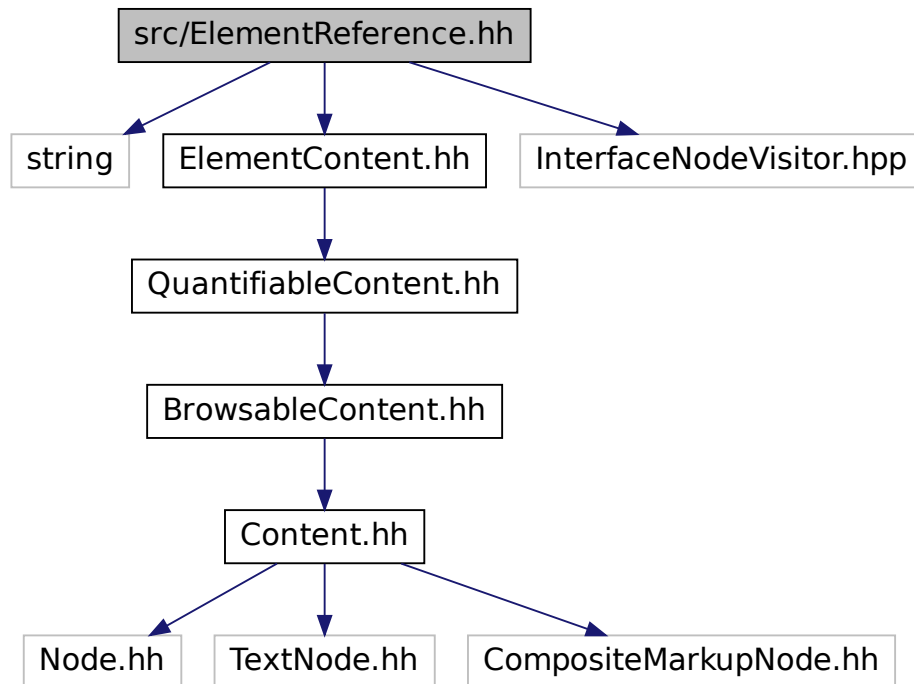 src/ElementReference.hh
string
ElementContent.hh
InterfaceNodeVisitor.hpp
QuantifiableContent.hh
BrowsableContent.hh
Content.hh
Node.hh
TextNode.hh
CompositeMarkupNode.hh